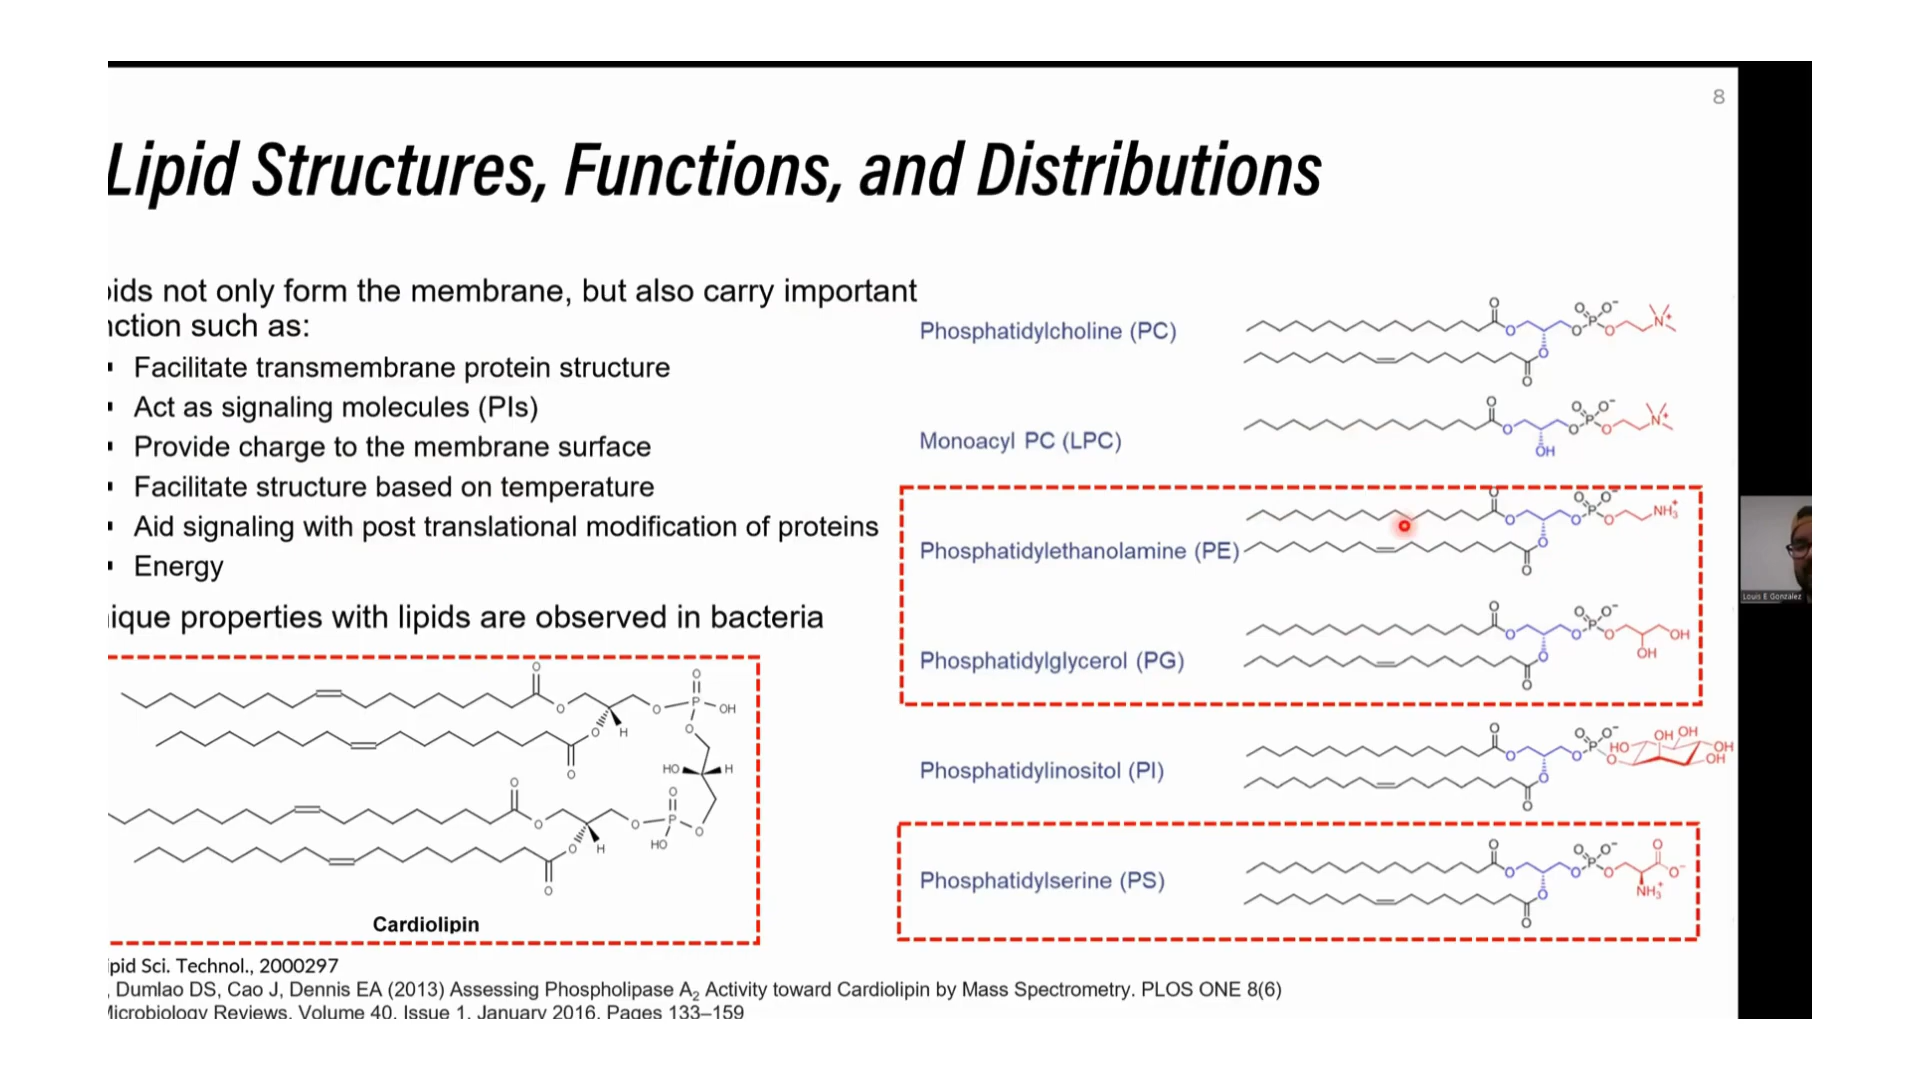 8
Lipid Structures, Functions, and Distributions
ids not only form the membrane, but also carry important
ction such as:
▪ Facilitate transmembrane protein structure
▪ Act as signaling molecules (PIs)
▪ Provide charge to the membrane surface
▪ Facilitate structure based on temperature
▪ Aid signaling with post translational modification of proteins
▪ Energy
ique properties with lipids are observed in bacteria
Cardiolipin
Phosphatidylcholine (PC)
Monoacyl PC (LPC)
Phosphatidylethanolamine (PE)
Phosphatidylglycerol (PG)
Phosphatidylinositol (PI)
Phosphatidylserine (PS)
pid Sci. Technol., 2000297
, Dumlao DS, Cao J, Dennis EA (2013) Assessing Phospholipase A₂ Activity toward Cardiolipin by Mass Spectrometry. PLOS ONE 8(6)
Microbiology Reviews, Volume 40, Issue 1, January 2016, Pages 133–159
Louis E Gonzalez